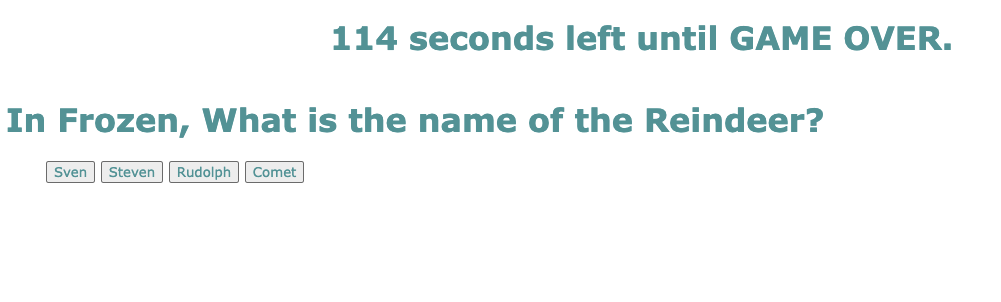 114 seconds left until GAME OVER.
In Frozen, What is the name of the Reindeer?
Sven Steven Rudolph Comet